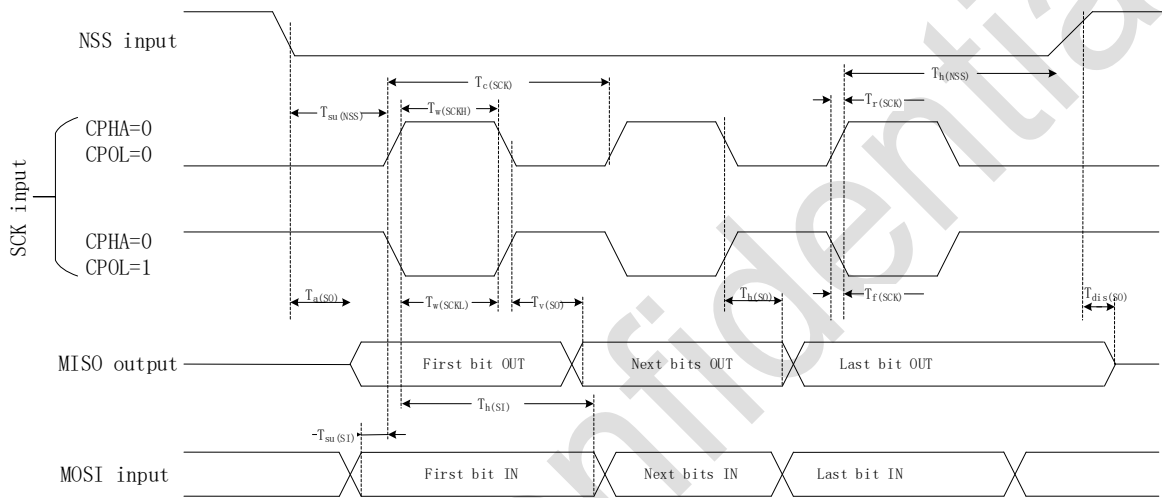 NSS input
Tc(SCK)
Th(NSS)
Tsu(NSS)
Tw(SCKH)
Tr(SCK)
CPHA=0
CPOL=0
SCK input
CPHA=0
CPOL=1
Ta(SO)
Tw(SCKL)
Tv(SO)
Th(SO)
Tf(SCK)
Tdis(SO)
MISO output
First bit OUT
Next bits OUT
Last bit OUT
Th(SI)
Tsu(SI)
MOSI input
First bit IN
Next bits IN
Last bit IN
nfidentia